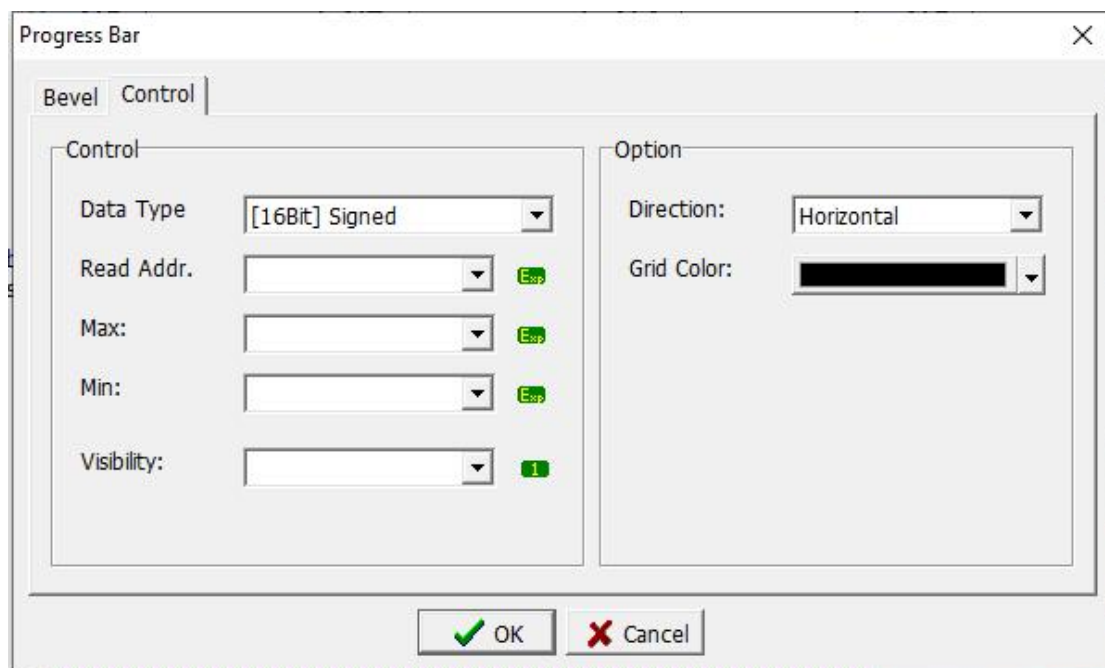 Progress Bar
Bevel Control
Control
Data Type [16Bit] Signed
Read Addr. Exp
Max: Exp
Min: Exp
Visibility: 1
Option
Direction: Horizontal
Grid Color:
OK Cancel